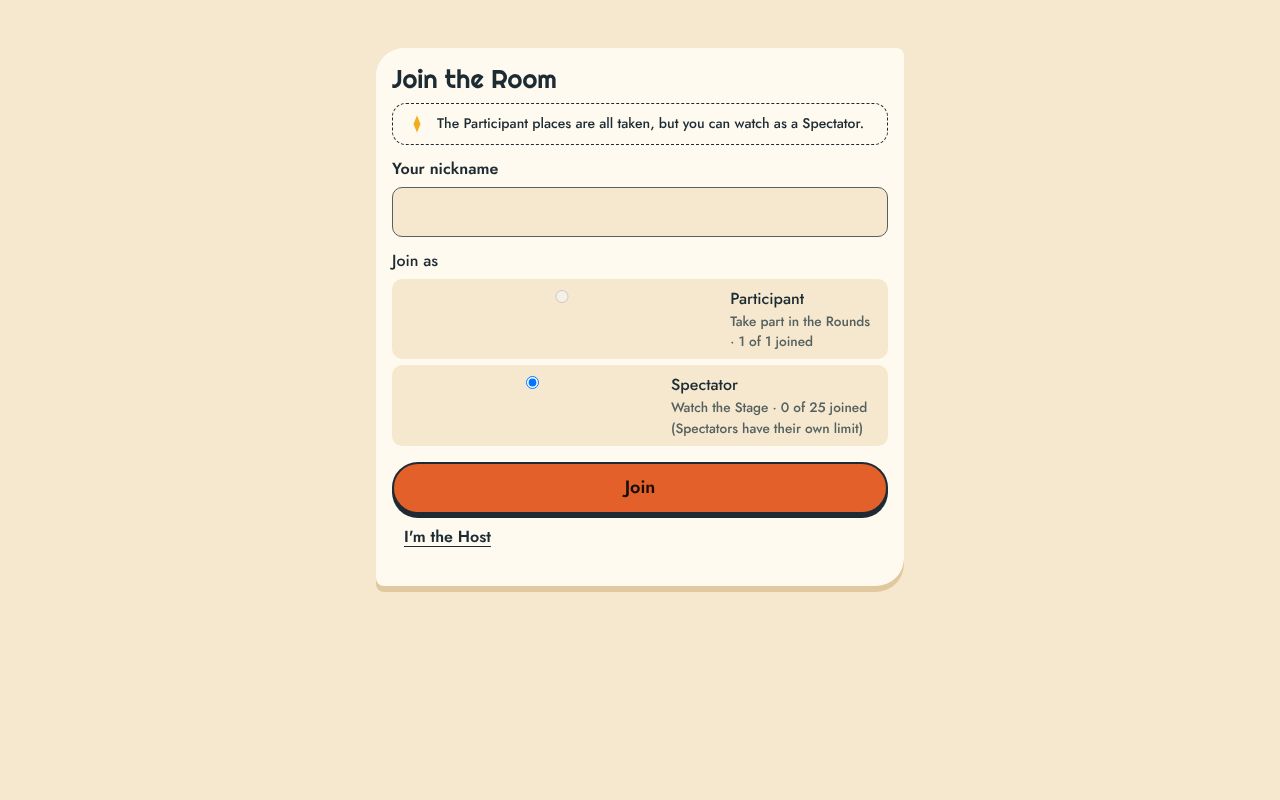 Join the Room
The Participant places are all taken, but you can watch as a Spectator.
Your nickname
Join as
Participant
Take part in the Rounds
· 1 of 1 joined
Spectator
Watch the Stage · 0 of 25 joined
(Spectators have their own limit)
Join
I'm the Host